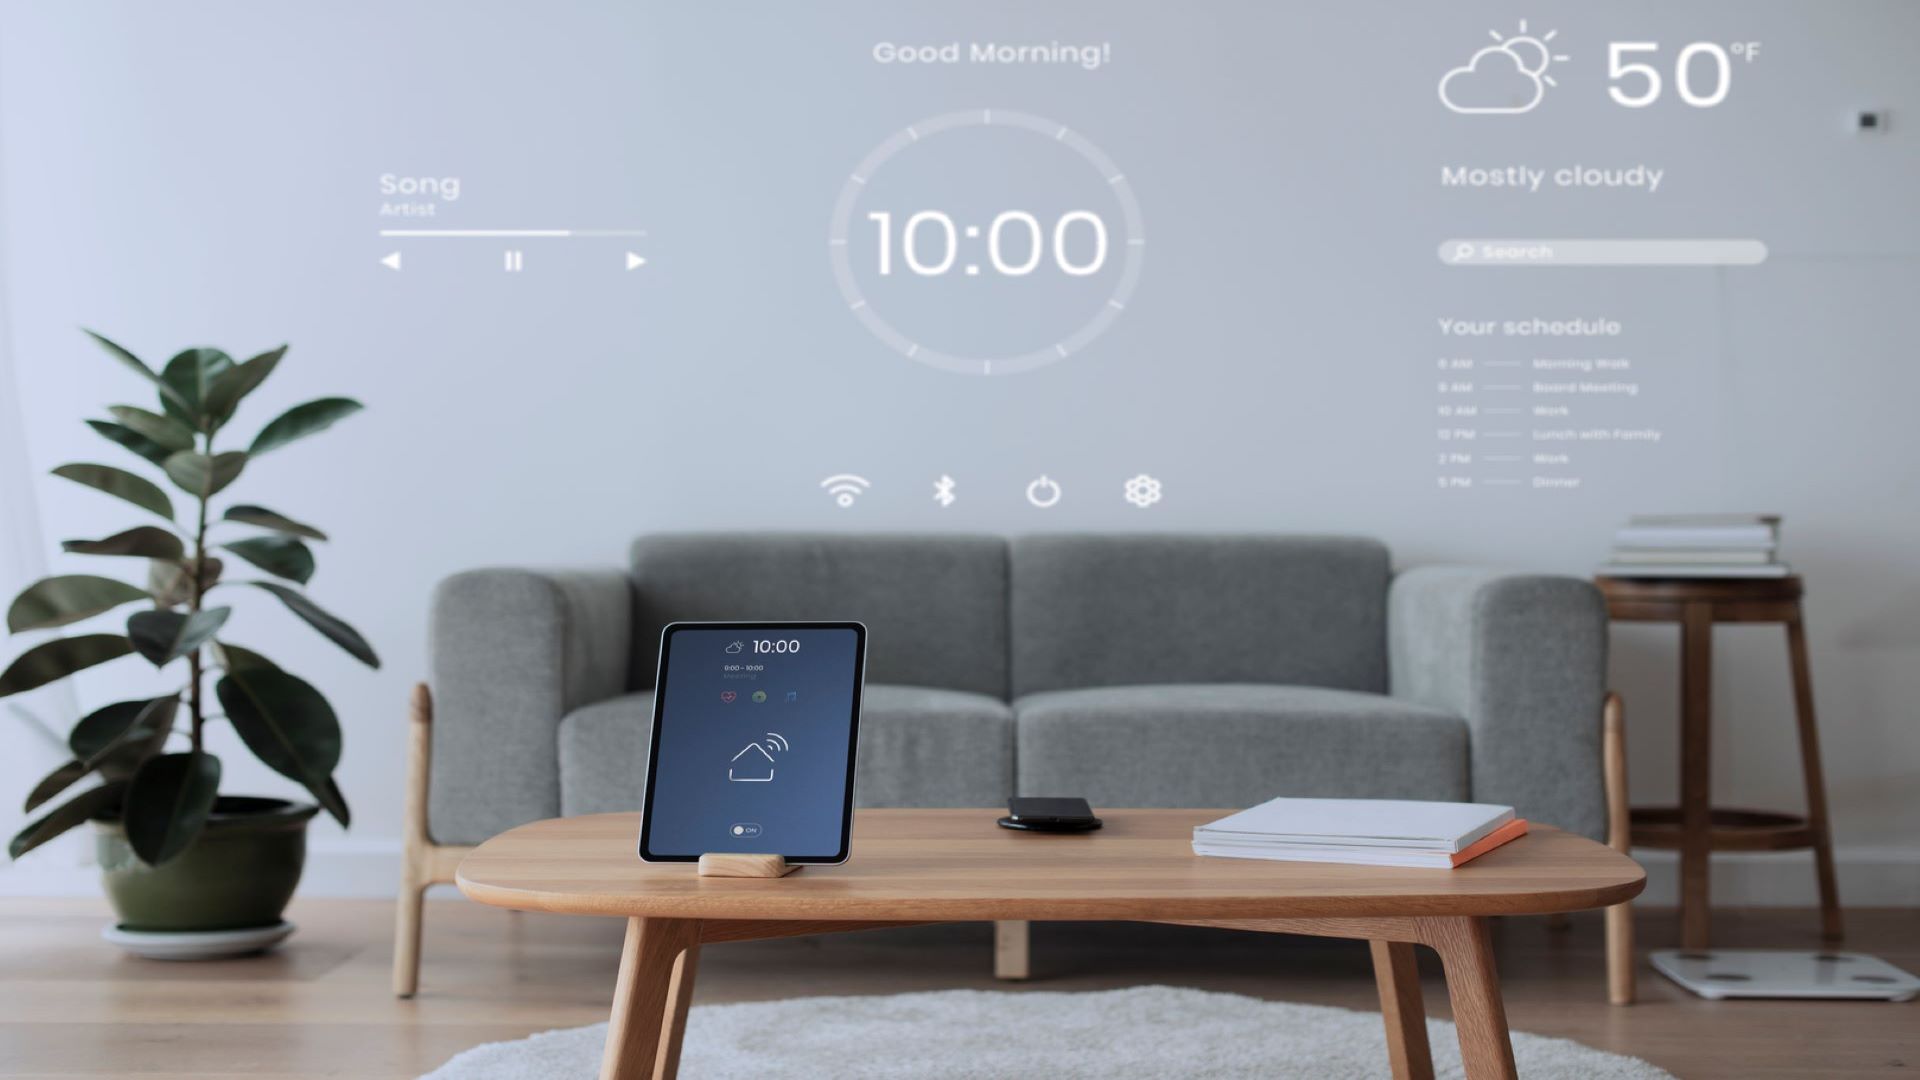 Good Morning!
50°F
Mostly cloudy
Song
Artist
10:00
Search
Your schedule
6 AM Morning Walk
9 AM Board Meeting
10 AM Work
12 PM Lunch with Family
2 PM Work
5 PM Dinner
10:00
9:00 - 10:00
Meeting
ON